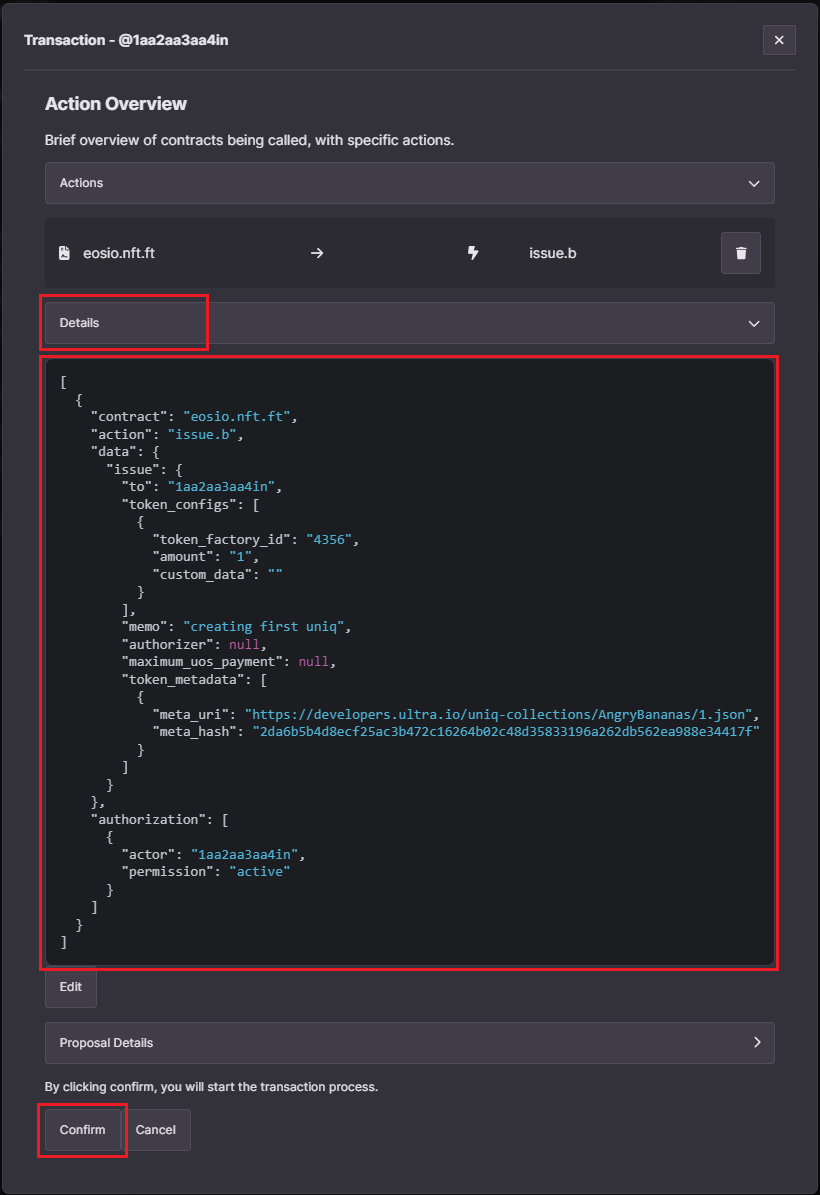 Transaction - @1aa2aa3aa4in
Action Overview
Brief overview of contracts being called, with specific actions.
Actions
eosio.nft.ft → issue.b
Details
[
  {
    "contract": "eosio.nft.ft",
    "action": "issue.b",
    "data": {
      "issue": {
        "to": "1aa2aa3aa4in",
        "token_configs": [
          {
            "token_factory_id": "4356",
            "amount": "1",
            "custom_data": ""
          }
        ],
        "memo": "creating first uniq",
        "authorizer": null,
        "maximum_uos_payment": null,
        "token_metadata": [
          {
            "meta_uri": "https://developers.ultra.io/uniq-collections/AngryBananas/1.json",
            "meta_hash": "2da6b5b4d8ecf25ac3b472c16264b02c48d35833196a262db562ea988e34417f"
          }
        ]
      }
    },
    "authorization": [
      {
        "actor": "1aa2aa3aa4in",
        "permission": "active"
      }
    ]
  }
]
Edit
Proposal Details
By clicking confirm, you will start the transaction process.
Confirm Cancel